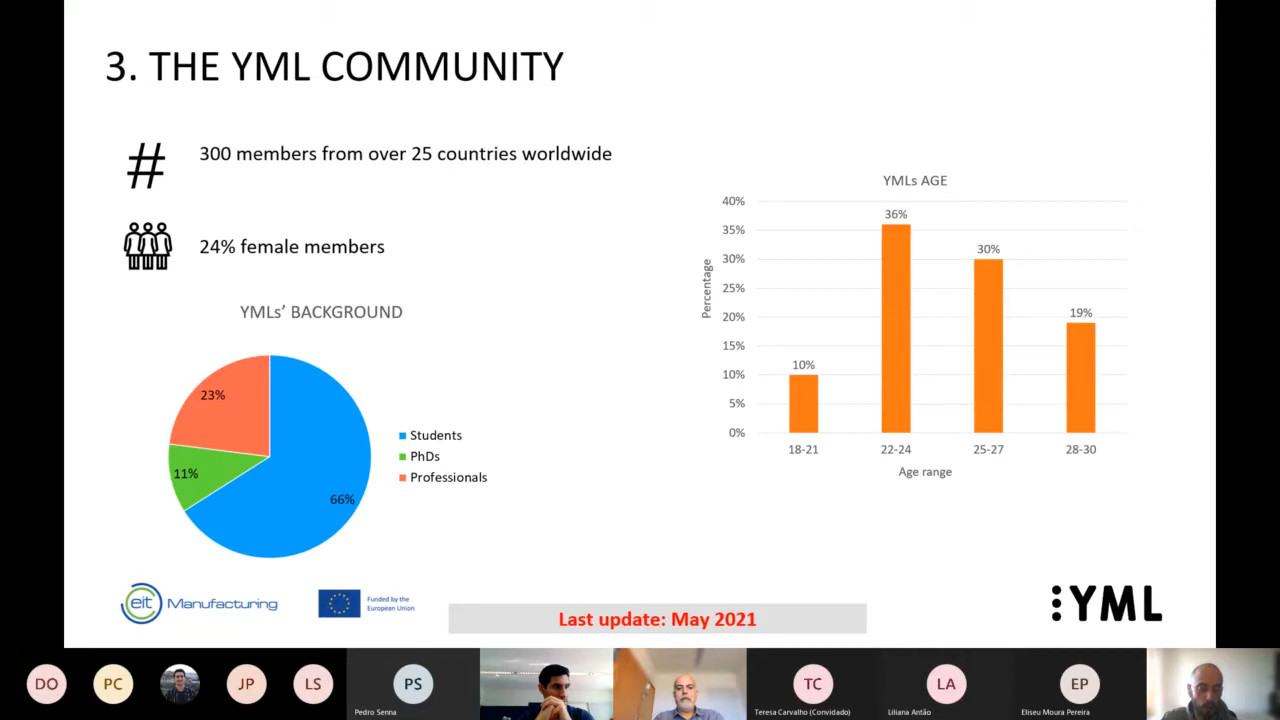 3. THE YML COMMUNITY
#
300 members from over 25 countries worldwide
24% female members
YMLs’ BACKGROUND
23%
11%
66%
Students
PhDs
Professionals
YMLs AGE
Percentage
40%
35%
30%
25%
20%
15%
10%
5%
0%
10%
36%
30%
19%
18-21
22-24
25-27
28-30
Age range
eit Manufacturing
Funded by the
European Union
Last update: May 2021
YML
DO
PC
JP
LS
PS
Pedro Senna
TC
Teresa Carvalho (Convidado)
LA
Liliana Antão
EP
Eliseu Moura Pereira